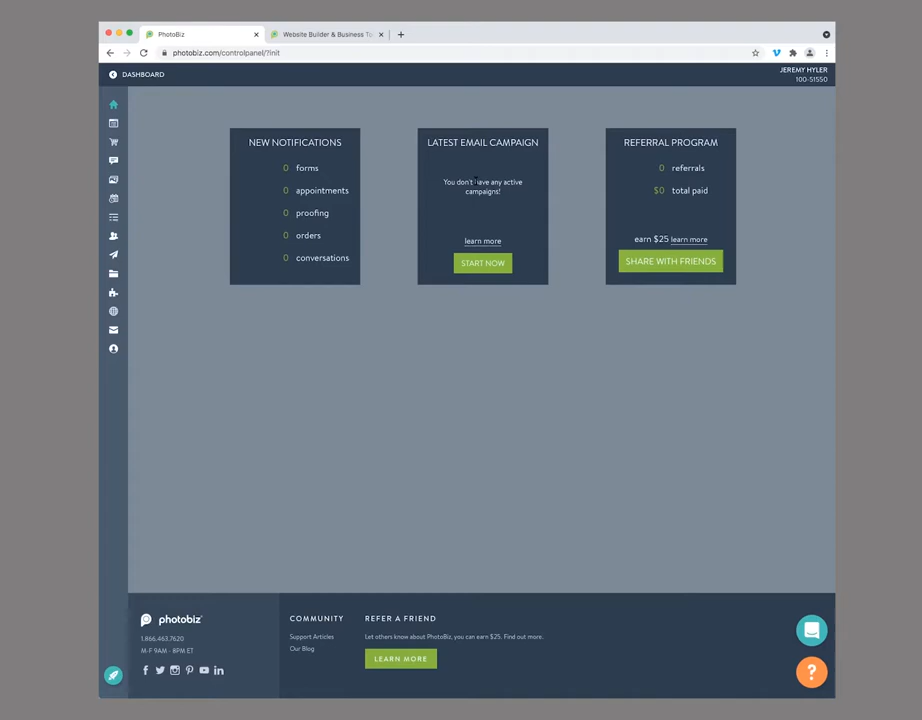 PhotoBiz
Website Builder & Business To
photobiz.com/controlpanel/?init
DASHBOARD
JEREMY HYLER
100-51550
NEW NOTIFICATIONS
0 forms
0 appointments
0 proofing
0 orders
0 conversations
LATEST EMAIL CAMPAIGN
You don't have any active
campaigns!
learn more
START NOW
REFERRAL PROGRAM
0 referrals
$0 total paid
earn $25 learn more
SHARE WITH FRIENDS
photobiz
1.866.463.7620
M-F 9AM - 8PM ET
COMMUNITY
Support Articles
Our Blog
REFER A FRIEND
Let others know about PhotoBiz, you can earn $25. Find out more.
LEARN MORE
?